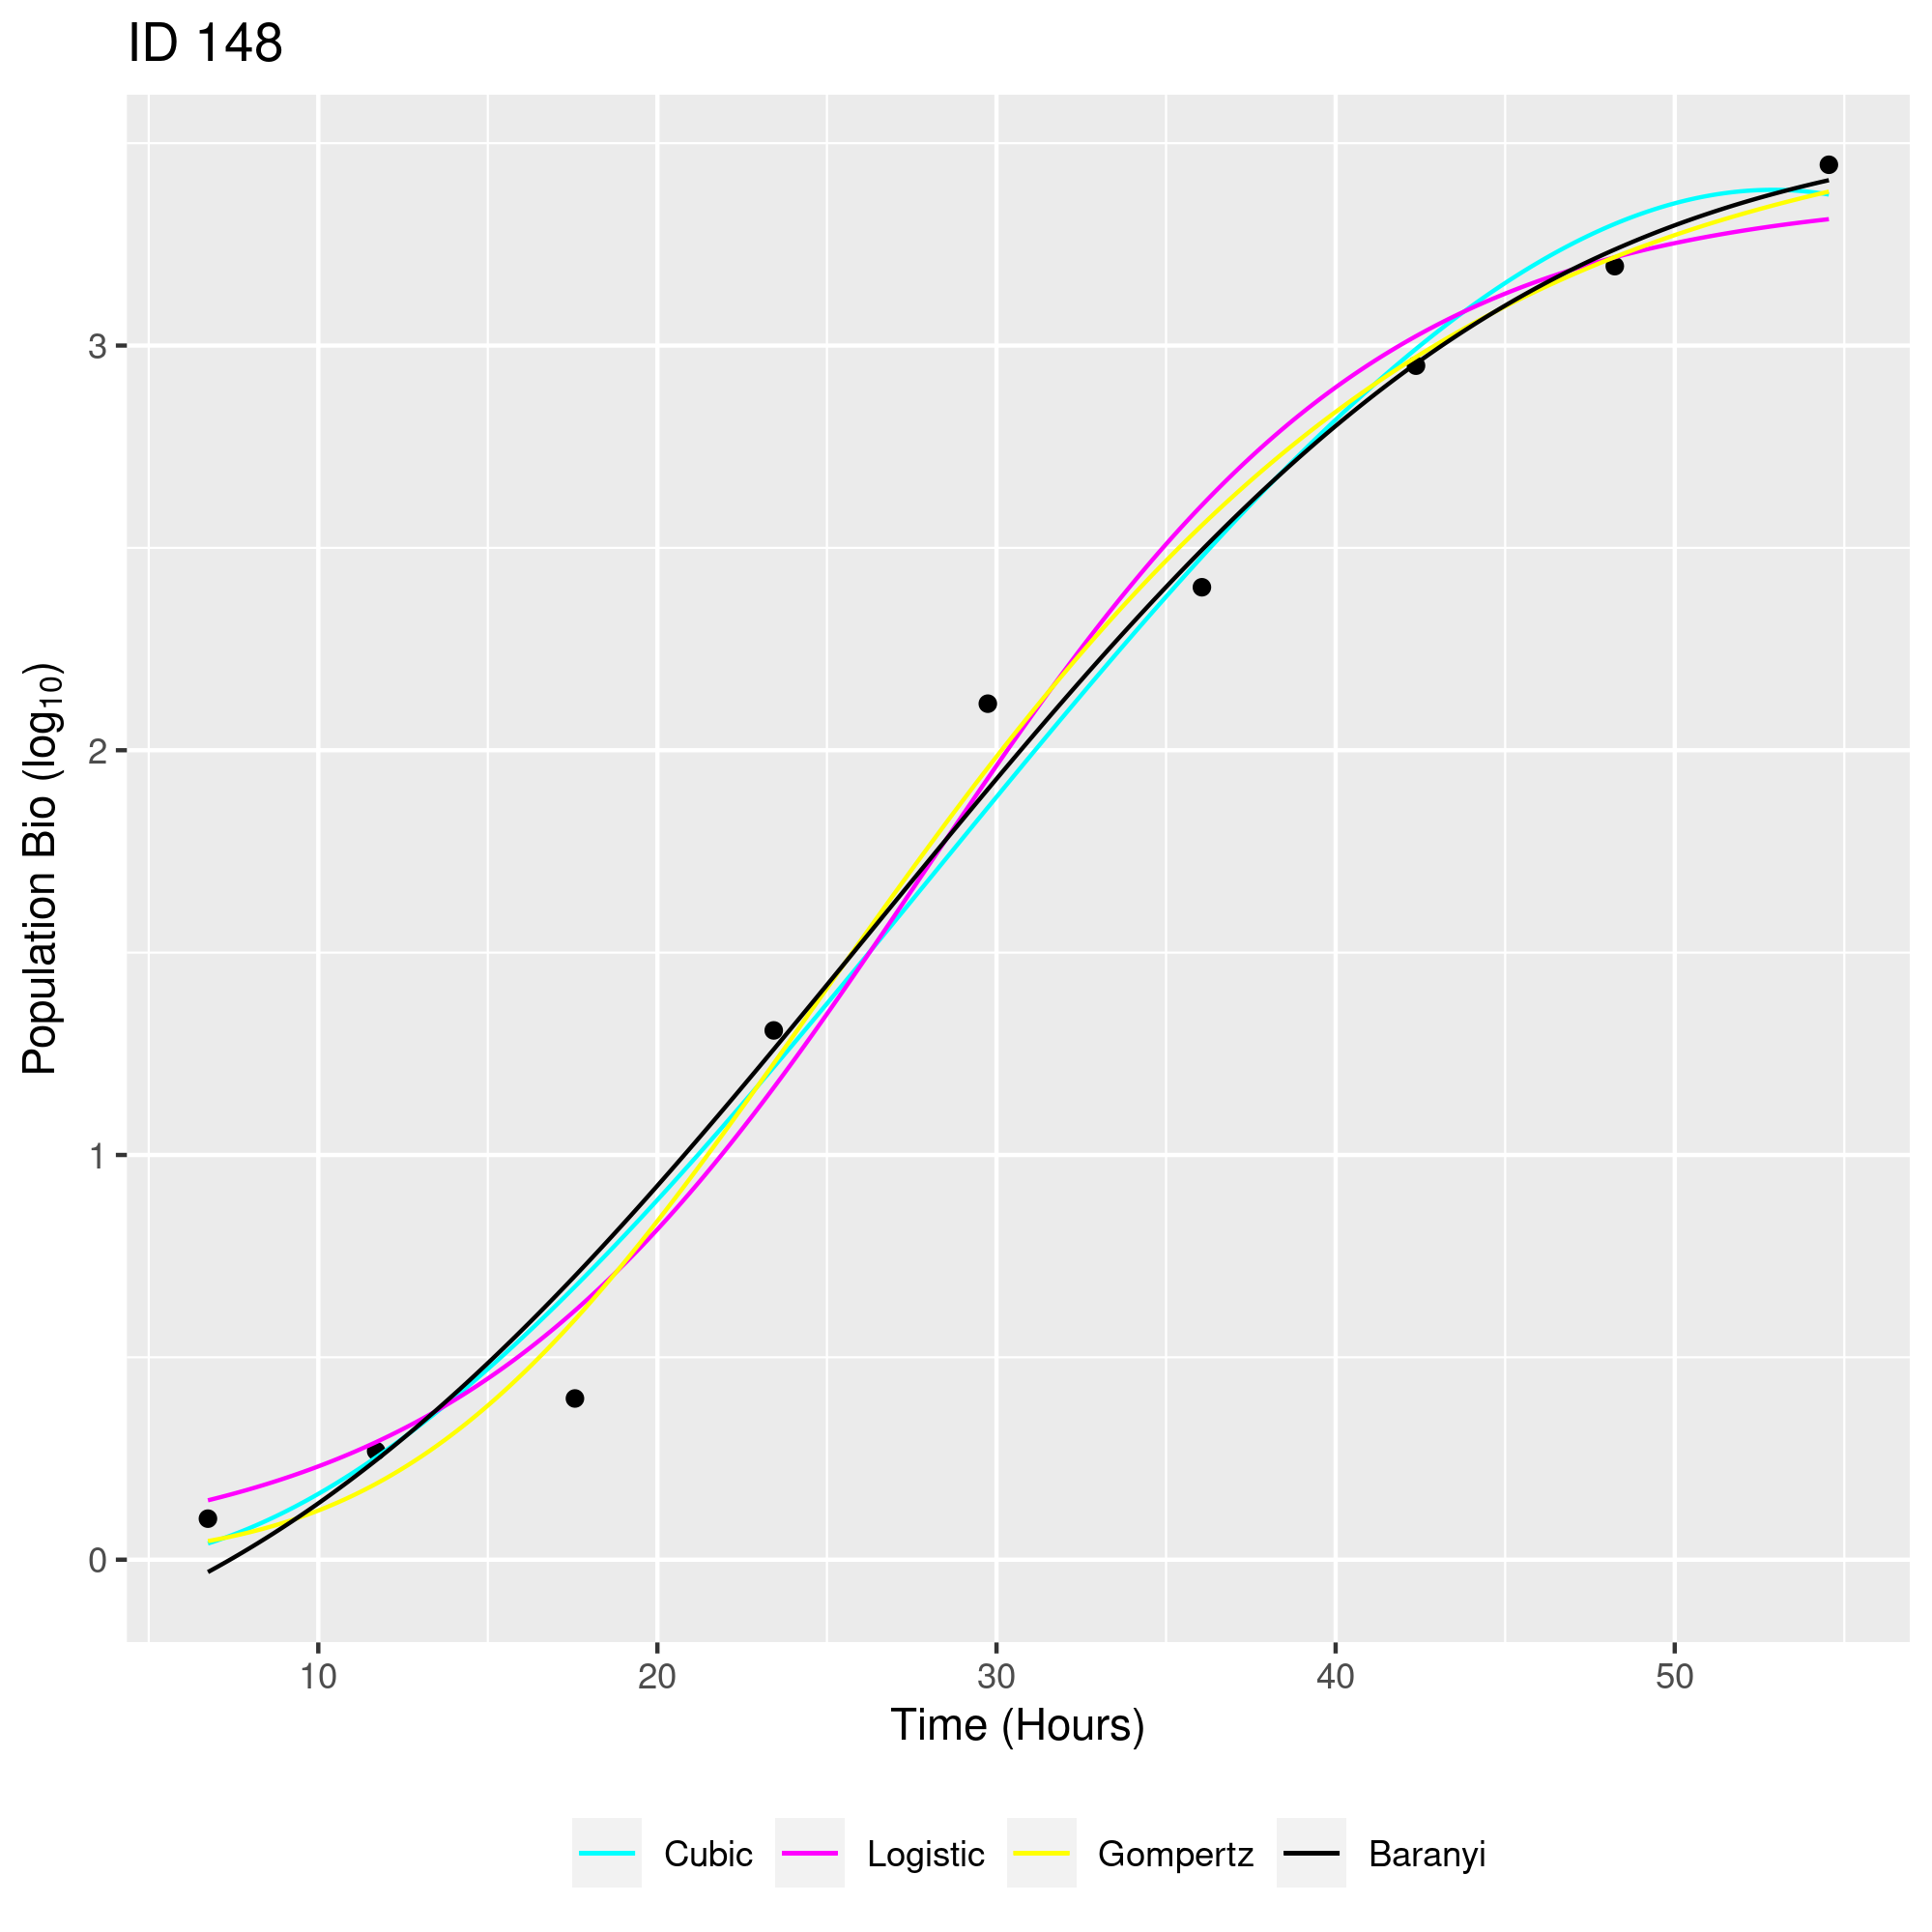 ID 148
Population Bio (log₁₀)
3
2
1
0
10 20 30 40 50
Time (Hours)
Cubic Logistic Gompertz Baranyi